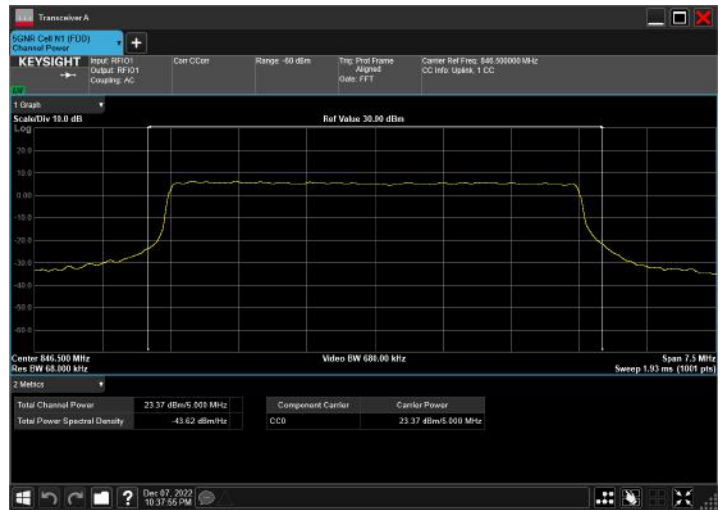 Transceiver A
5GNR Cell N1 (FDD)
Channel Power
KEYSIGHT
Input: RFIO1
Output: RFIO1
Coupling: AC
Corr CCorr
Range -60 dBm
Trig: Prot Frame
Aligned
Gate: FFT
Carrier Ref Freq: 846.500000 MHz
CC Info: Uplink, 1 CC
1 Graph
Scale/Div 10.0 dB
Ref Value 30.00 dBm
Log
20.0
10.0
0.00
-10.0
-20.0
-30.0
-40.0
-50.0
-60.0
Center 846.500 MHz
Video BW 680.00 kHz
Span 7.5 MHz
Res BW 68.000 kHz
Sweep 1.93 ms (1001 pts)
2 Metrics
Total Channel Power 23.37 dBm/5.000 MHz
Total Power Spectral Density -43.62 dBm/Hz
Component Carrier Carrier Power
CC0 23.37 dBm/5.000 MHz
Dec 07, 2022
10:37:55 PM